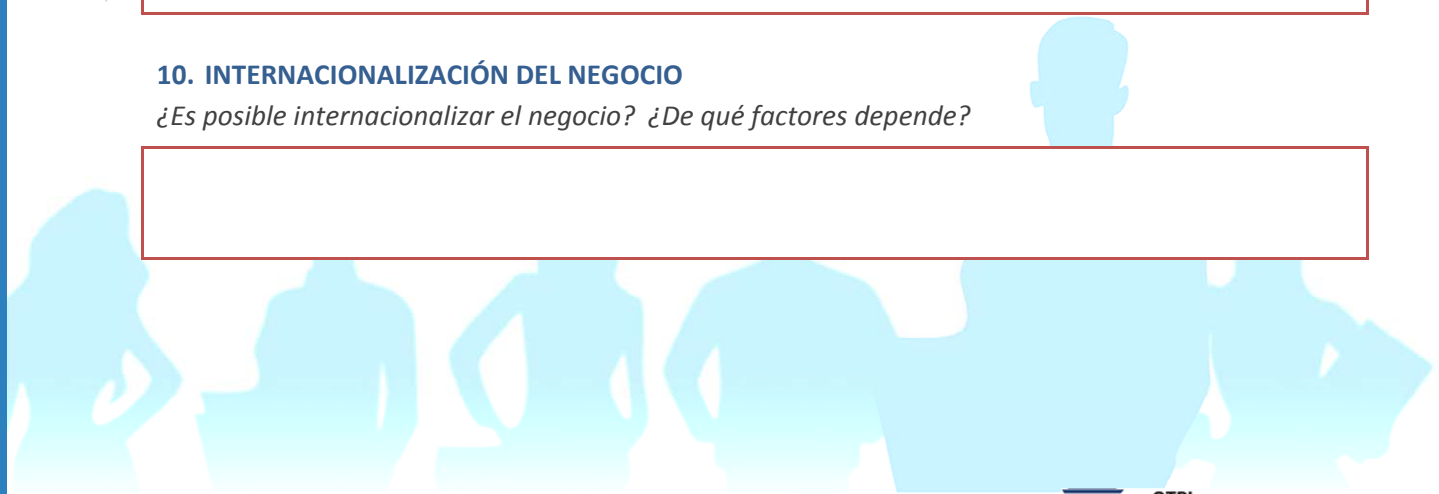 10. INTERNACIONALIZACIÓN DEL NEGOCIO
¿Es posible internacionalizar el negocio? ¿De qué factores depende?